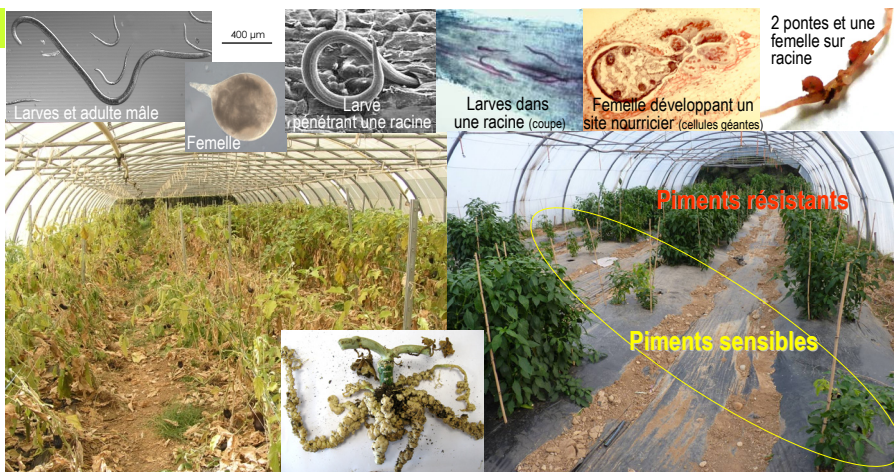 400 µm
Larves et adulte mâle
Femelle
Larve
pénétrant une racine
Larves dans
une racine (coupe)
Femelle développant un
site nourricier (cellules géantes)
2 pontes et une
femelle sur
racine
Piments résistants
Piments sensibles